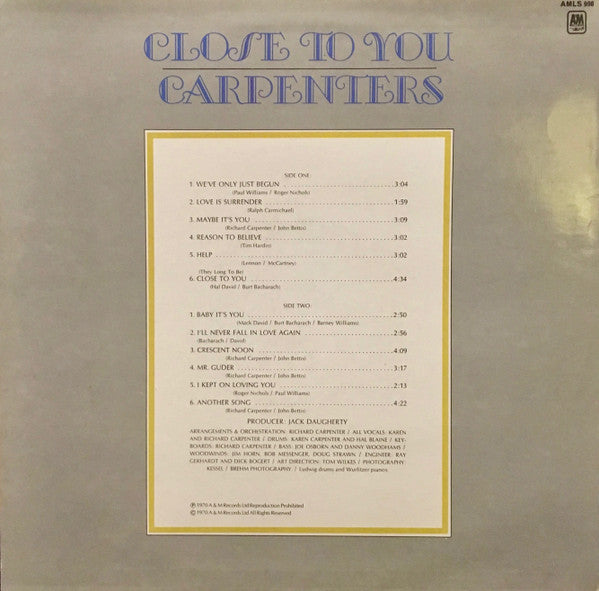 AMLS 998
A&M
CLOSE TO YOU
CARPENTERS
SIDE ONE:
1. WE'VE ONLY JUST BEGUN ...3:04
(Paul Williams / Roger Nichols)
2. LOVE IS SURRENDER ...1:59
(Ralph Carmichael)
3. MAYBE IT'S YOU ...3:09
(Richard Carpenter / John Bettis)
4. REASON TO BELIEVE ...3:02
(Tim Hardin)
5. HELP ...3:02
(Lennon / McCartney)
(They Long To Be)
6. CLOSE TO YOU ...4:34
(Hal David / Burt Bacharach)
SIDE TWO:
1. BABY IT'S YOU ...2:50
(Mack David / Burt Bacharach / Barney Williams)
2. I'LL NEVER FALL IN LOVE AGAIN ...2:56
(Bacharach / David)
3. CRESCENT NOON ...4:09
(Richard Carpenter / John Bettis)
4. MR. GUDER ...3:17
(Richard Carpenter / John Bettis)
5. I KEPT ON LOVING YOU ...2:13
(Roger Nichols / Paul Williams)
6. ANOTHER SONG ...4:22
(Richard Carpenter / John Bettis)
PRODUCER: JACK DAUGHERTY
ARRANGEMENTS & ORCHESTRATION: RICHARD CARPENTER / ALL VOCALS: KAREN
AND RICHARD CARPENTER / DRUMS: KAREN CARPENTER AND HAL BLAINE / KEY-
BOARDS: RICHARD CARPENTER / BASS: JOE OSBORN AND DANNY WOODHAMS /
WOODWINDS: JIM HORN, BOB MESSENGER, DOUG STRAWN / ENGINEER: RAY
GERHARDT AND DICK BOGERT / ART DIRECTION: TOM WILKES / PHOTOGRAPHY
KESSEL / BREHM PHOTOGRAPHY / Ludwig drums and Wurlitzer pianos.
Ⓟ 1970 A & M Records Ltd Reproduction Prohibited
© 1970 A & M Records Ltd All Rights Reserved